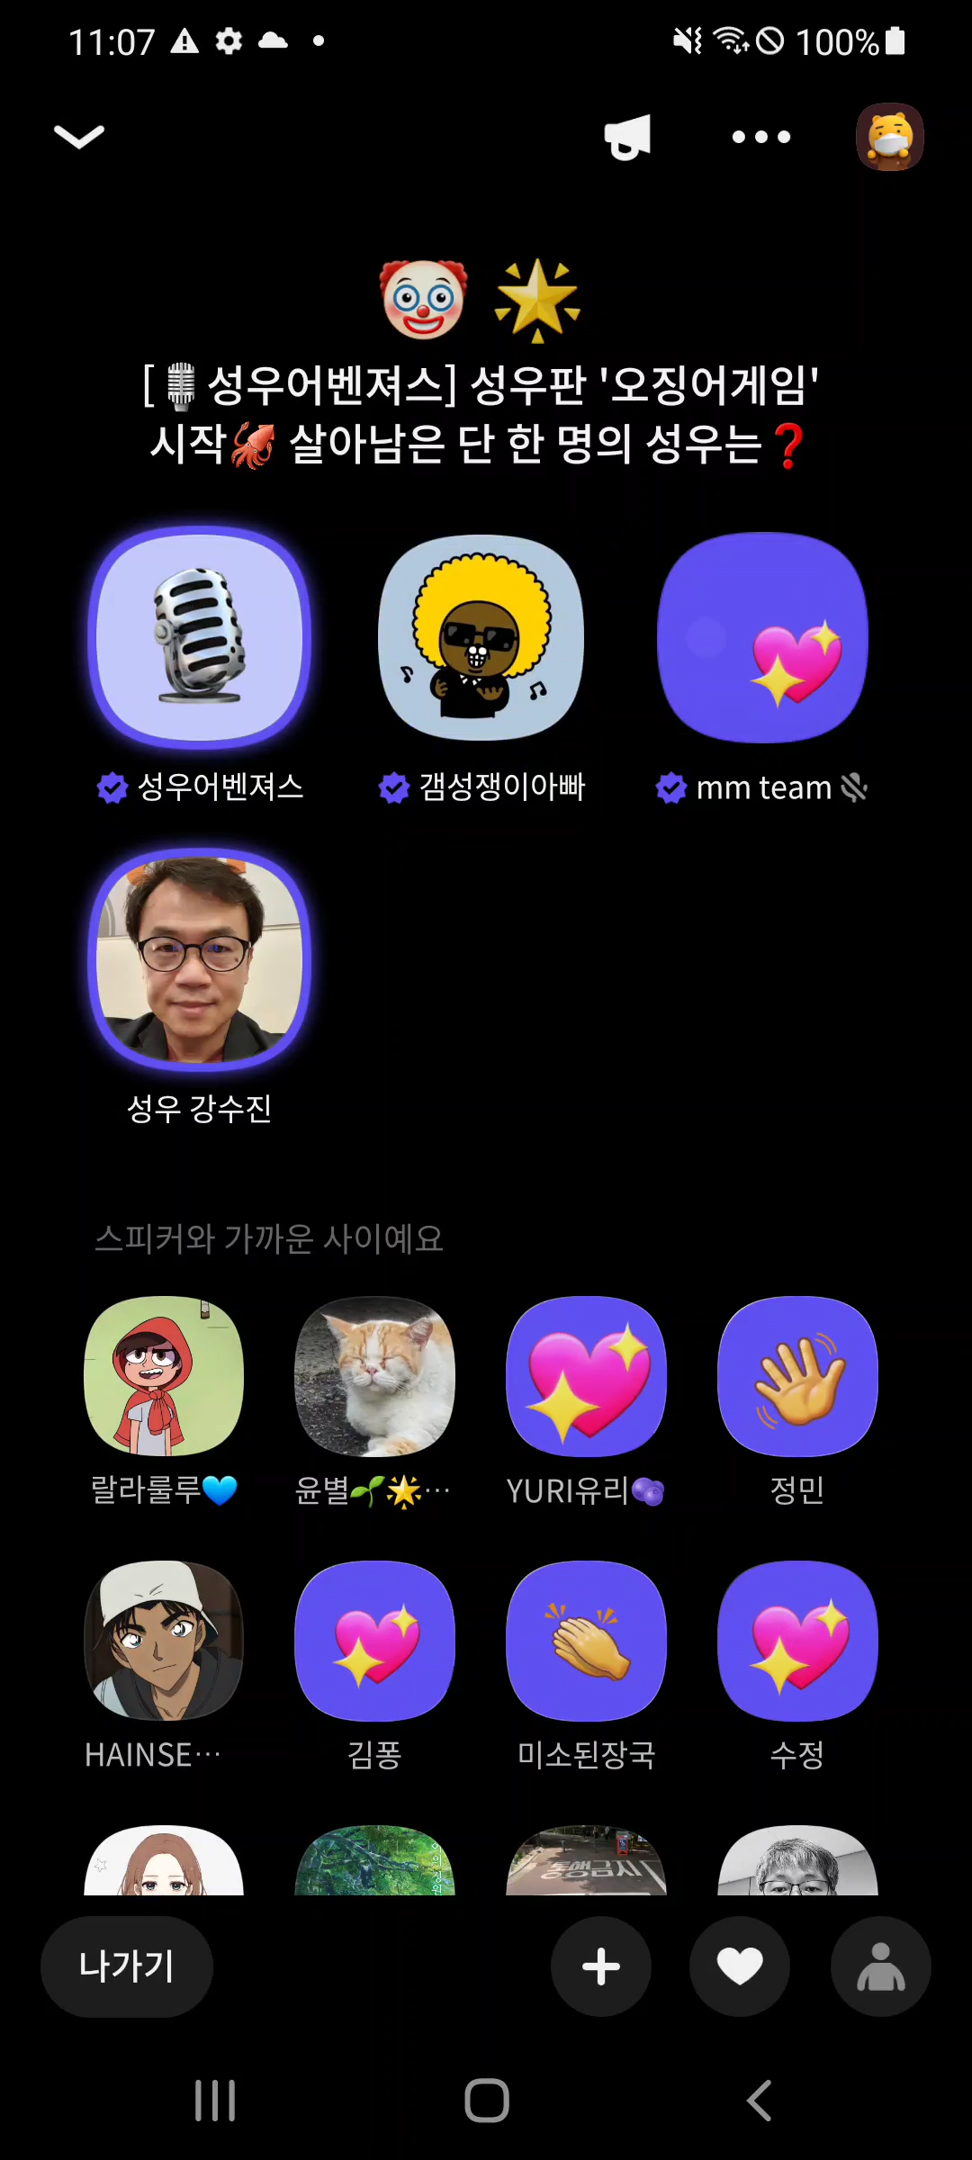 11:07
100%
[🎙성우어벤져스] 성우판 '오징어게임'
시작🦑 살아남은 단 한 명의 성우는❓
성우어벤져스
갬성쟁이아빠
mm team
성우 강수진
스피커와 가까운 사이예요
랄라룰루💙
윤별🌱🌟…
YURI유리🫐
정민
HAINSE…
김퐁
미소된장국
수정
나가기